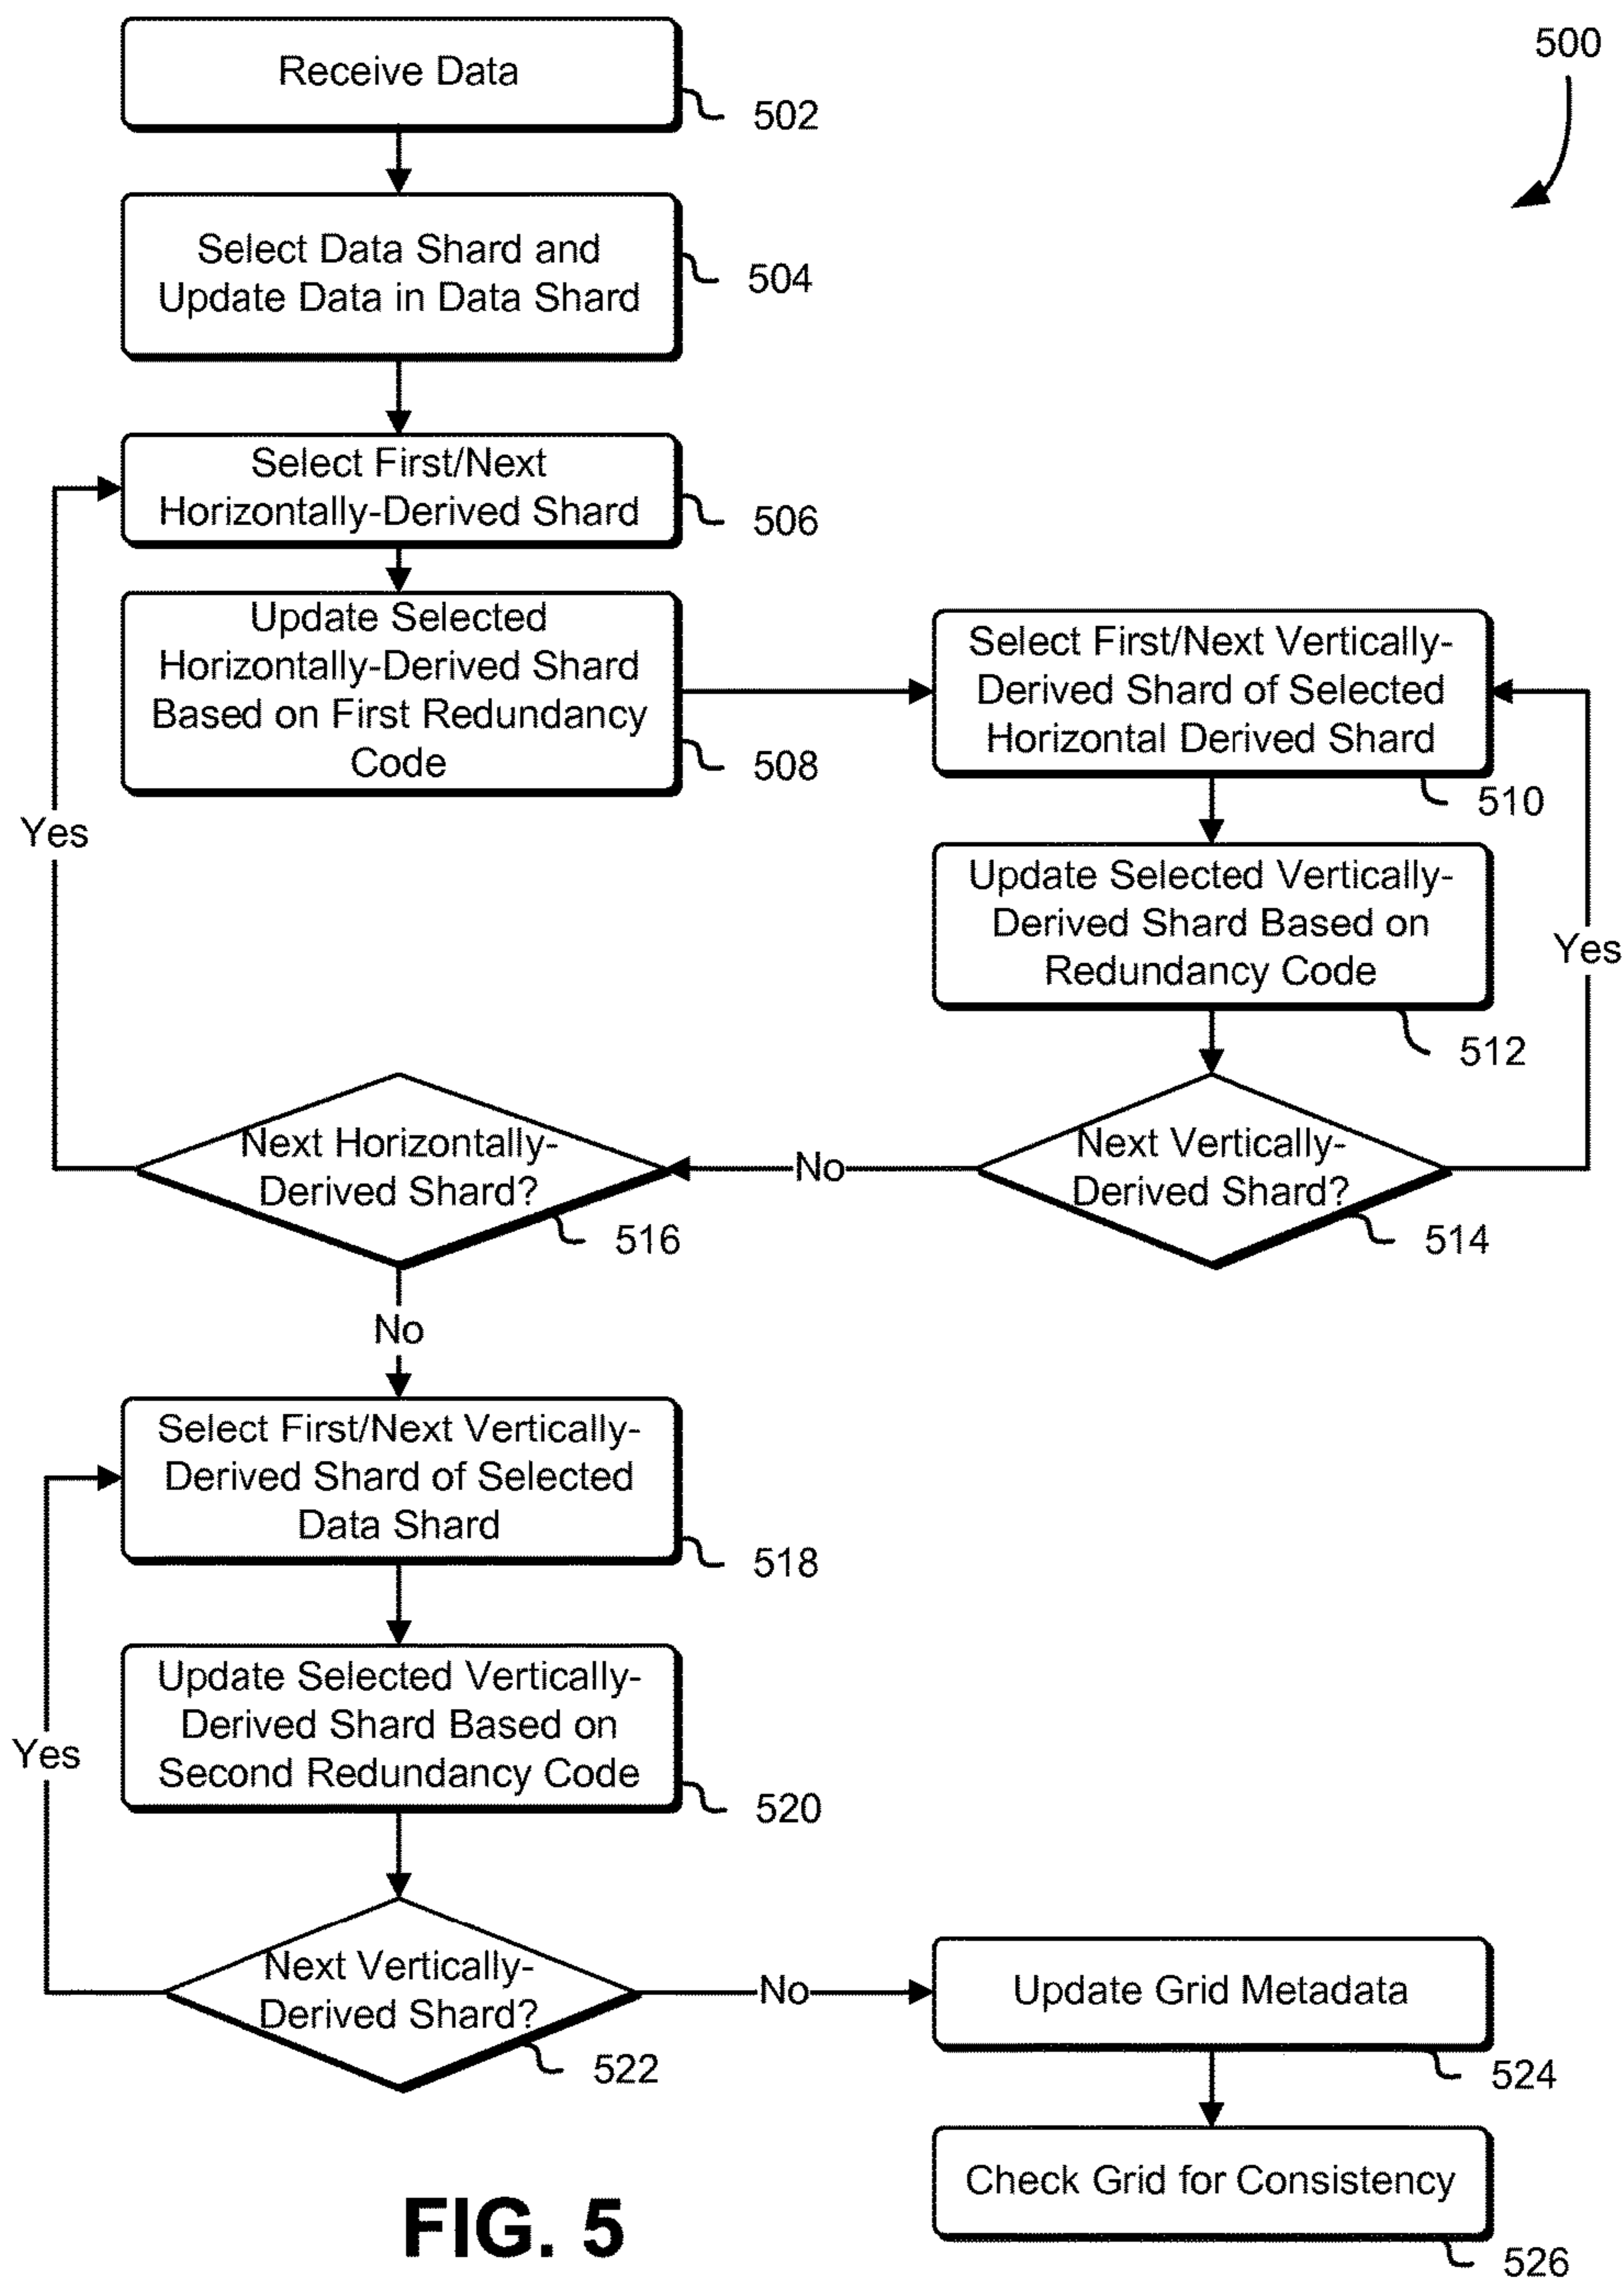 500
Receive Data
502
Select Data Shard and
Update Data in Data Shard
504
Select First/Next
Horizontally-Derived Shard
506
Update Selected
Horizontally-Derived Shard
Based on First Redundancy
Code
508
Select First/Next Vertically-
Derived Shard of Selected
Horizontal Derived Shard
510
Update Selected Vertically-
Derived Shard Based on
Redundancy Code
512
Next Vertically-
Derived Shard?
514
Yes
No
Next Horizontally-
Derived Shard?
516
Yes
No
Select First/Next Vertically-
Derived Shard of Selected
Data Shard
518
Update Selected Vertically-
Derived Shard Based on
Second Redundancy Code
520
Next Vertically-
Derived Shard?
522
Yes
No
Update Grid Metadata
524
Check Grid for Consistency
526
FIG. 5